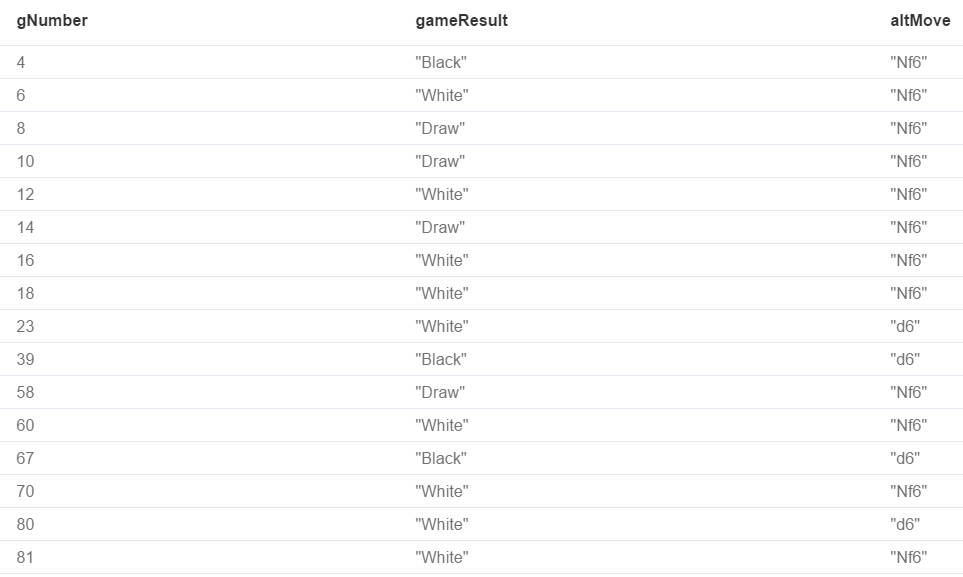 gNumber gameResult altMove
4 "Black" "Nf6"
6 "White" "Nf6"
8 "Draw" "Nf6"
10 "Draw" "Nf6"
12 "White" "Nf6"
14 "Draw" "Nf6"
16 "White" "Nf6"
18 "White" "Nf6"
23 "White" "d6"
39 "Black" "d6"
58 "Draw" "Nf6"
60 "White" "Nf6"
67 "Black" "d6"
70 "White" "Nf6"
80 "White" "d6"
81 "White" "Nf6"